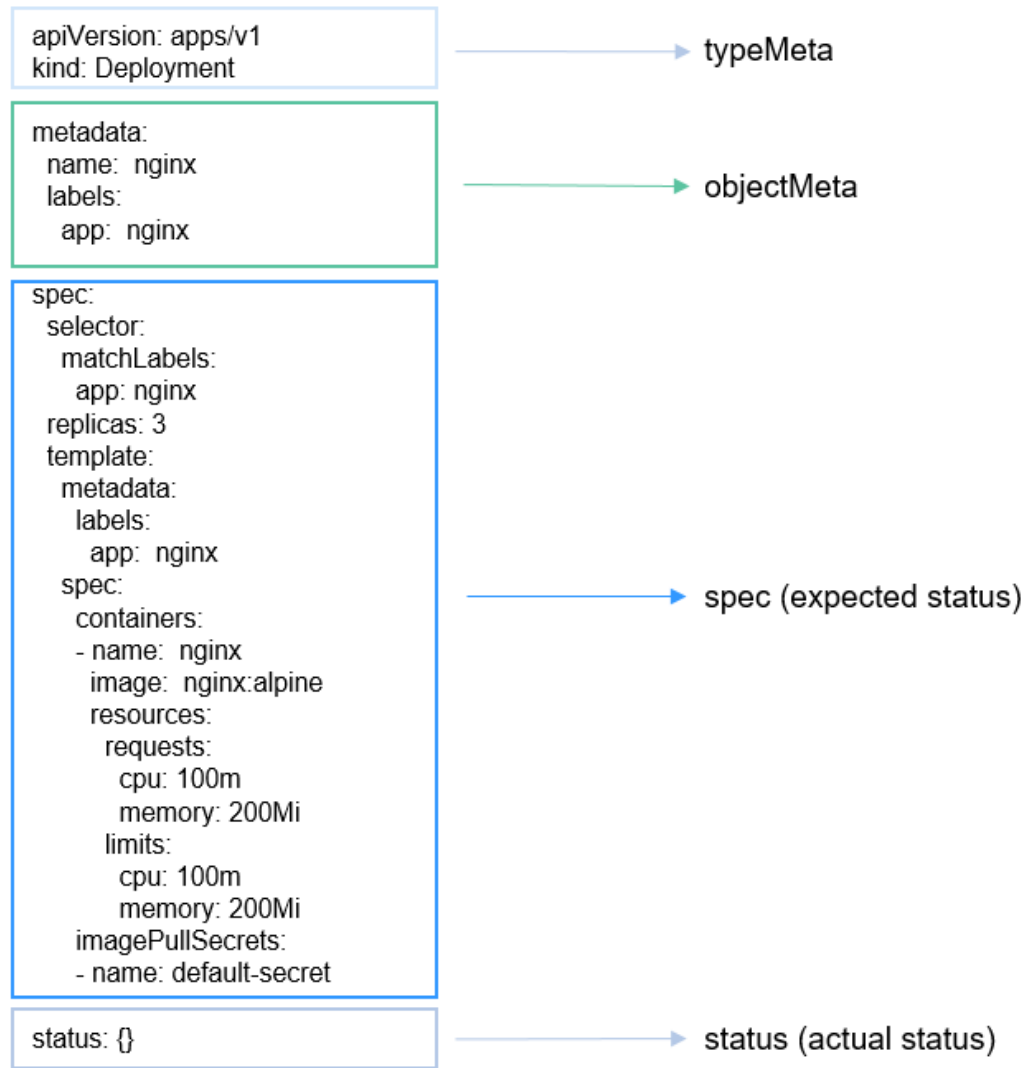 apiVersion: apps/v1
kind: Deployment
typeMeta
metadata:
  name:  nginx
  labels:
    app:  nginx
objectMeta
spec:
  selector:
    matchLabels:
      app: nginx
  replicas: 3
  template:
    metadata:
      labels:
        app:  nginx
    spec:
      containers:
      - name:  nginx
        image:  nginx:alpine
        resources:
          requests:
            cpu: 100m
            memory: 200Mi
          limits:
            cpu: 100m
            memory: 200Mi
      imagePullSecrets:
      - name: default-secret
spec (expected status)
status: {}
status (actual status)